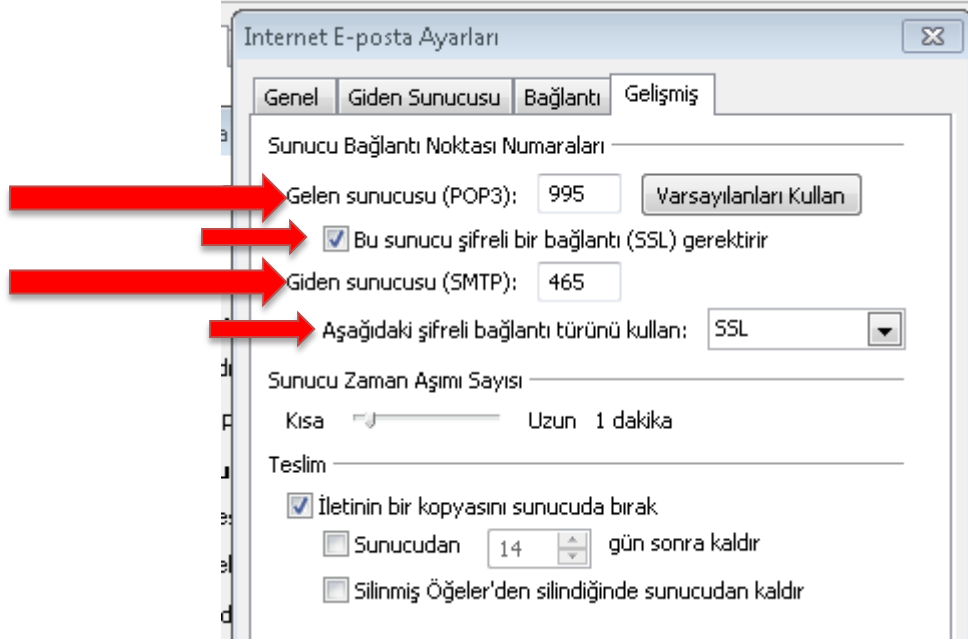 Internet E-posta Ayarları
Genel Giden Sunucusu Bağlantı Gelişmiş
Sunucu Bağlantı Noktası Numaraları
Gelen sunucusu (POP3): 995 Varsayılanları Kullan
Bu sunucu şifreli bir bağlantı (SSL) gerektirir
Giden sunucusu (SMTP): 465
Aşağıdaki şifreli bağlantı türünü kullan: SSL
Sunucu Zaman Aşımı Sayısı
Kısa Uzun 1 dakika
Teslim
İletinin bir kopyasını sunucuda bırak
Sunucudan 14 gün sonra kaldır
Silinmiş Öğeler'den silindiğinde sunucudan kaldır